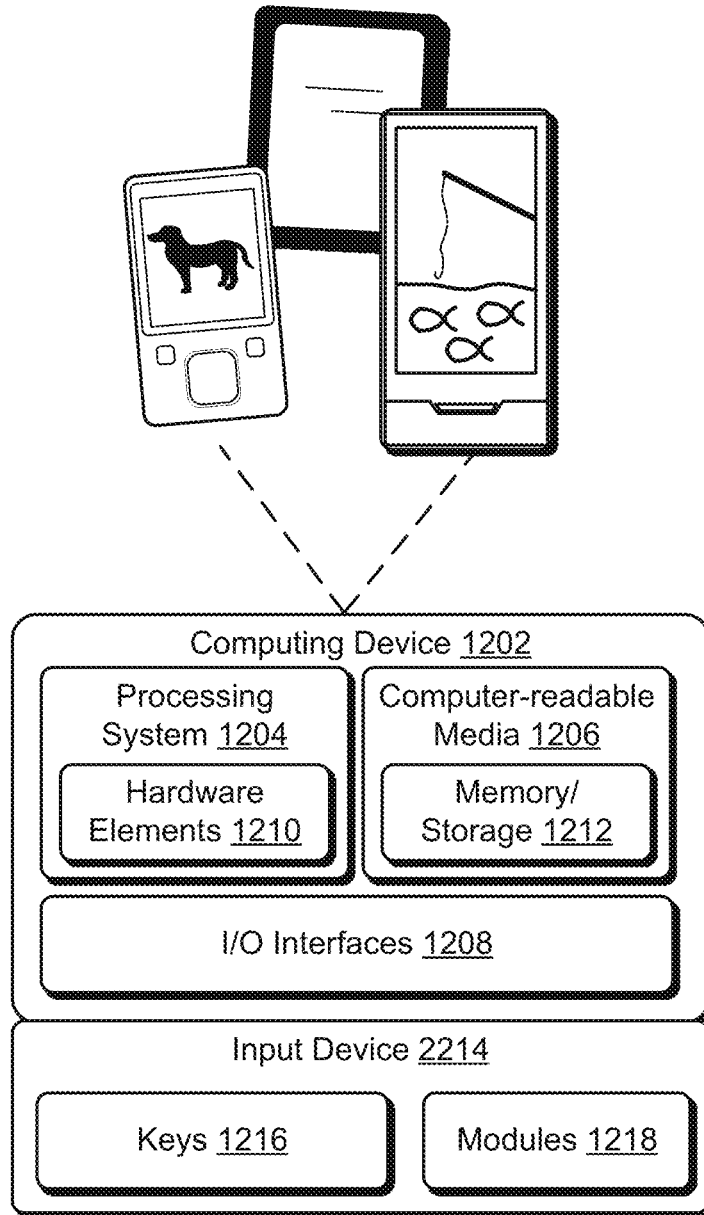 Computing Device 1202
Processing
System 1204
Hardware
Elements 1210
Computer-readable
Media 1206
Memory/
Storage 1212
I/O Interfaces 1208
Input Device 2214
Keys 1216
Modules 1218